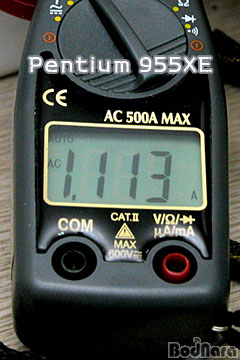 Pentium 955XE
CE
AC 500A MAX
AUTO
AC
1.113
A
COM
CAT.II
MAX
600V
V/Ω/
μA/mA
BodNara